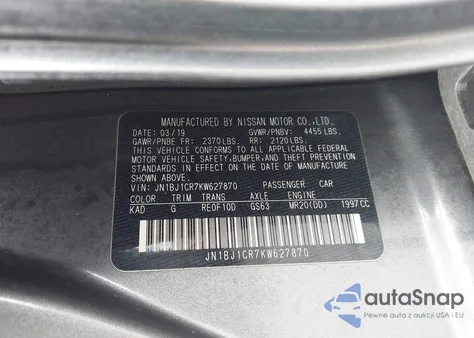 MANUFACTURED BY NISSAN MOTOR CO.,LTD.
DATE: 03/19 GVWR/PNBV: 4455 LBS.
GAWR/PNBE FR: 2370 LBS. RR: 2120 LBS.
THIS VEHICLE CONFORMS TO ALL APPLICABLE FEDERAL
MOTOR VEHICLE SAFETY,BUMPER,AND THEFT PREVENTION
STANDARDS IN EFFECT ON THE DATE OF
MANUFACTURE SHOWN ABOVE.
VIN: JN1BJ1CR7KW627870 PASSENGER CAR
COLOR TRIM TRANS AXLE ENGINE
KAD G RE0F10D GS63 MR20(DD) 1997 CC
JN1BJ1CR7KW627870
autoSnap
Pewne auta z aukcji USA i EU